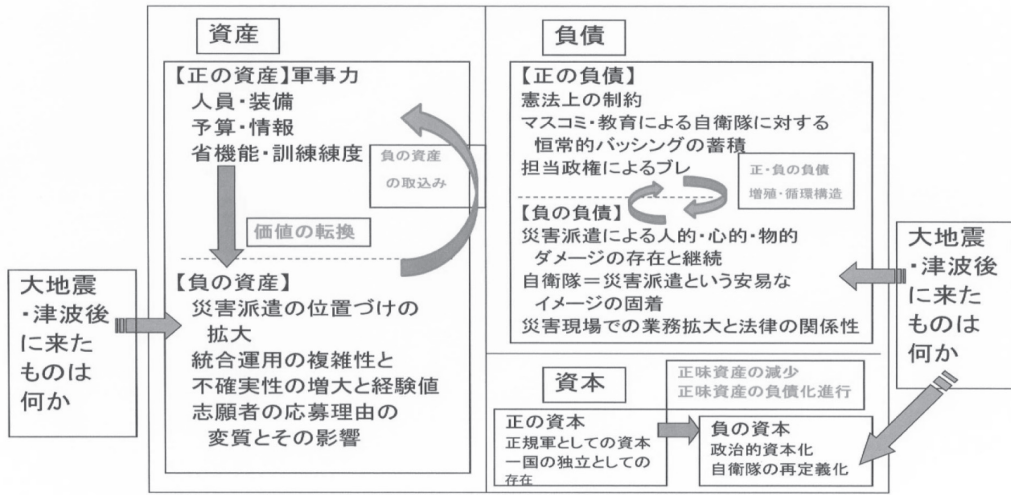 資産
【正の資産】軍事力
人員・装備
予算・情報
省機能・訓練練度
負の資産
の取込み
価値の転換
【負の資産】
災害派遣の位置づけの
拡大
統合運用の複雑性と
不確実性の増大と経験値
志願者の応募理由の
変質とその影響
大地震
・津波後
に来た
ものは
何か
負債
【正の負債】
憲法上の制約
マスコミ・教育による自衛隊に対する
恒常的バッシングの蓄積
担当政権によるブレ
正・負の負債
増殖・循環構造
【負の負債】
災害派遣による人的・心的・物的
ダメージの存在と継続
自衛隊＝災害派遣という安易な
イメージの固着
災害現場での業務拡大と法律の関係性
大地震
・津波後
に来た
ものは
何か
資本
正味資産の減少
正味資産の負債化進行
正の資本
正規軍としての資本
一国の独立としての
存在
負の資本
政治的資本化
自衛隊の再定義化